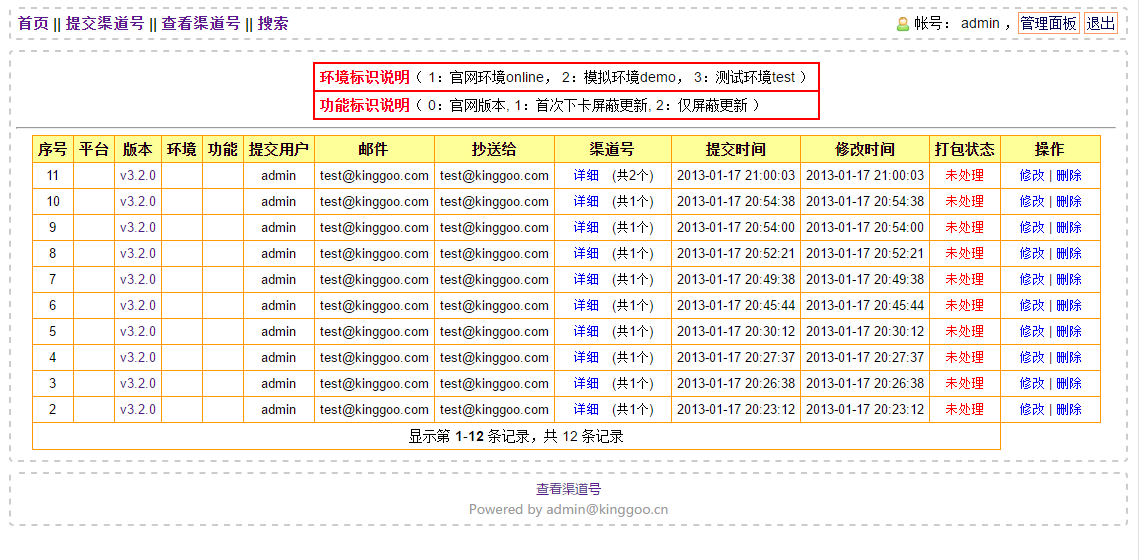 首页 || 提交渠道号 || 查看渠道号 || 搜索 帐号： admin ，管理面板 退出
环境标识说明（ 1：官网环境online， 2：模拟环境demo， 3：测试环境test ）
功能标识说明（ 0：官网版本, 1：首次下卡屏蔽更新, 2：仅屏蔽更新 ）
序号 平台 版本 环境 功能 提交用户 邮件 抄送给 渠道号 提交时间 修改时间 打包状态 操作
11 v3.2.0 admin test@kinggoo.com test@kinggoo.com 详细 (共2个) 2013-01-17 21:00:03 2013-01-17 21:00:03 未处理 修改 | 删除
10 v3.2.0 admin test@kinggoo.com test@kinggoo.com 详细 (共1个) 2013-01-17 20:54:38 2013-01-17 20:54:38 未处理 修改 | 删除
9 v3.2.0 admin test@kinggoo.com test@kinggoo.com 详细 (共1个) 2013-01-17 20:54:00 2013-01-17 20:54:00 未处理 修改 | 删除
8 v3.2.0 admin test@kinggoo.com test@kinggoo.com 详细 (共1个) 2013-01-17 20:52:21 2013-01-17 20:52:21 未处理 修改 | 删除
7 v3.2.0 admin test@kinggoo.com test@kinggoo.com 详细 (共1个) 2013-01-17 20:49:38 2013-01-17 20:49:38 未处理 修改 | 删除
6 v3.2.0 admin test@kinggoo.com test@kinggoo.com 详细 (共1个) 2013-01-17 20:45:44 2013-01-17 20:45:44 未处理 修改 | 删除
5 v3.2.0 admin test@kinggoo.com test@kinggoo.com 详细 (共1个) 2013-01-17 20:30:12 2013-01-17 20:30:12 未处理 修改 | 删除
4 v3.2.0 admin test@kinggoo.com test@kinggoo.com 详细 (共1个) 2013-01-17 20:27:37 2013-01-17 20:27:37 未处理 修改 | 删除
3 v3.2.0 admin test@kinggoo.com test@kinggoo.com 详细 (共1个) 2013-01-17 20:26:38 2013-01-17 20:26:38 未处理 修改 | 删除
2 v3.2.0 admin test@kinggoo.com test@kinggoo.com 详细 (共1个) 2013-01-17 20:23:12 2013-01-17 20:23:12 未处理 修改 | 删除
显示第 1-12 条记录，共 12 条记录
查看渠道号
Powered by admin@kinggoo.cn